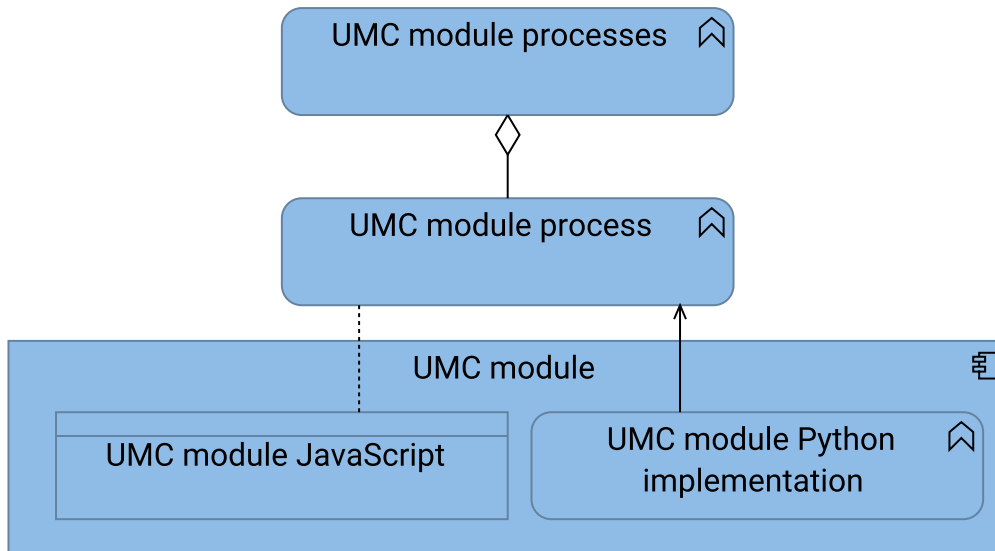 UMC module processes
UMC module process
UMC module
UMC module JavaScript
UMC module Python
implementation